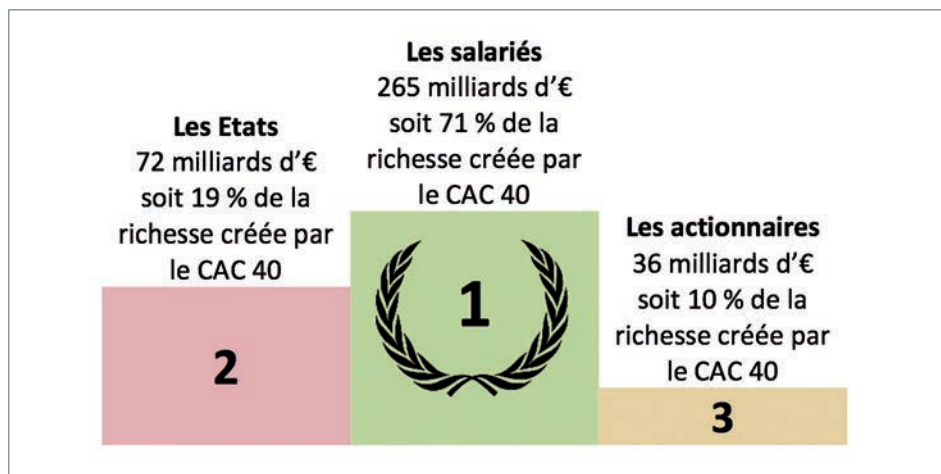 Les Etats
72 milliards d'€
soit 19 % de la
richesse créée par
le CAC 40
2
Les salariés
265 milliards d'€
soit 71 % de la
richesse créée par
le CAC 40
1
Les actionnaires
36 milliards d'€
soit 10 % de la
richesse créée par
le CAC 40
3